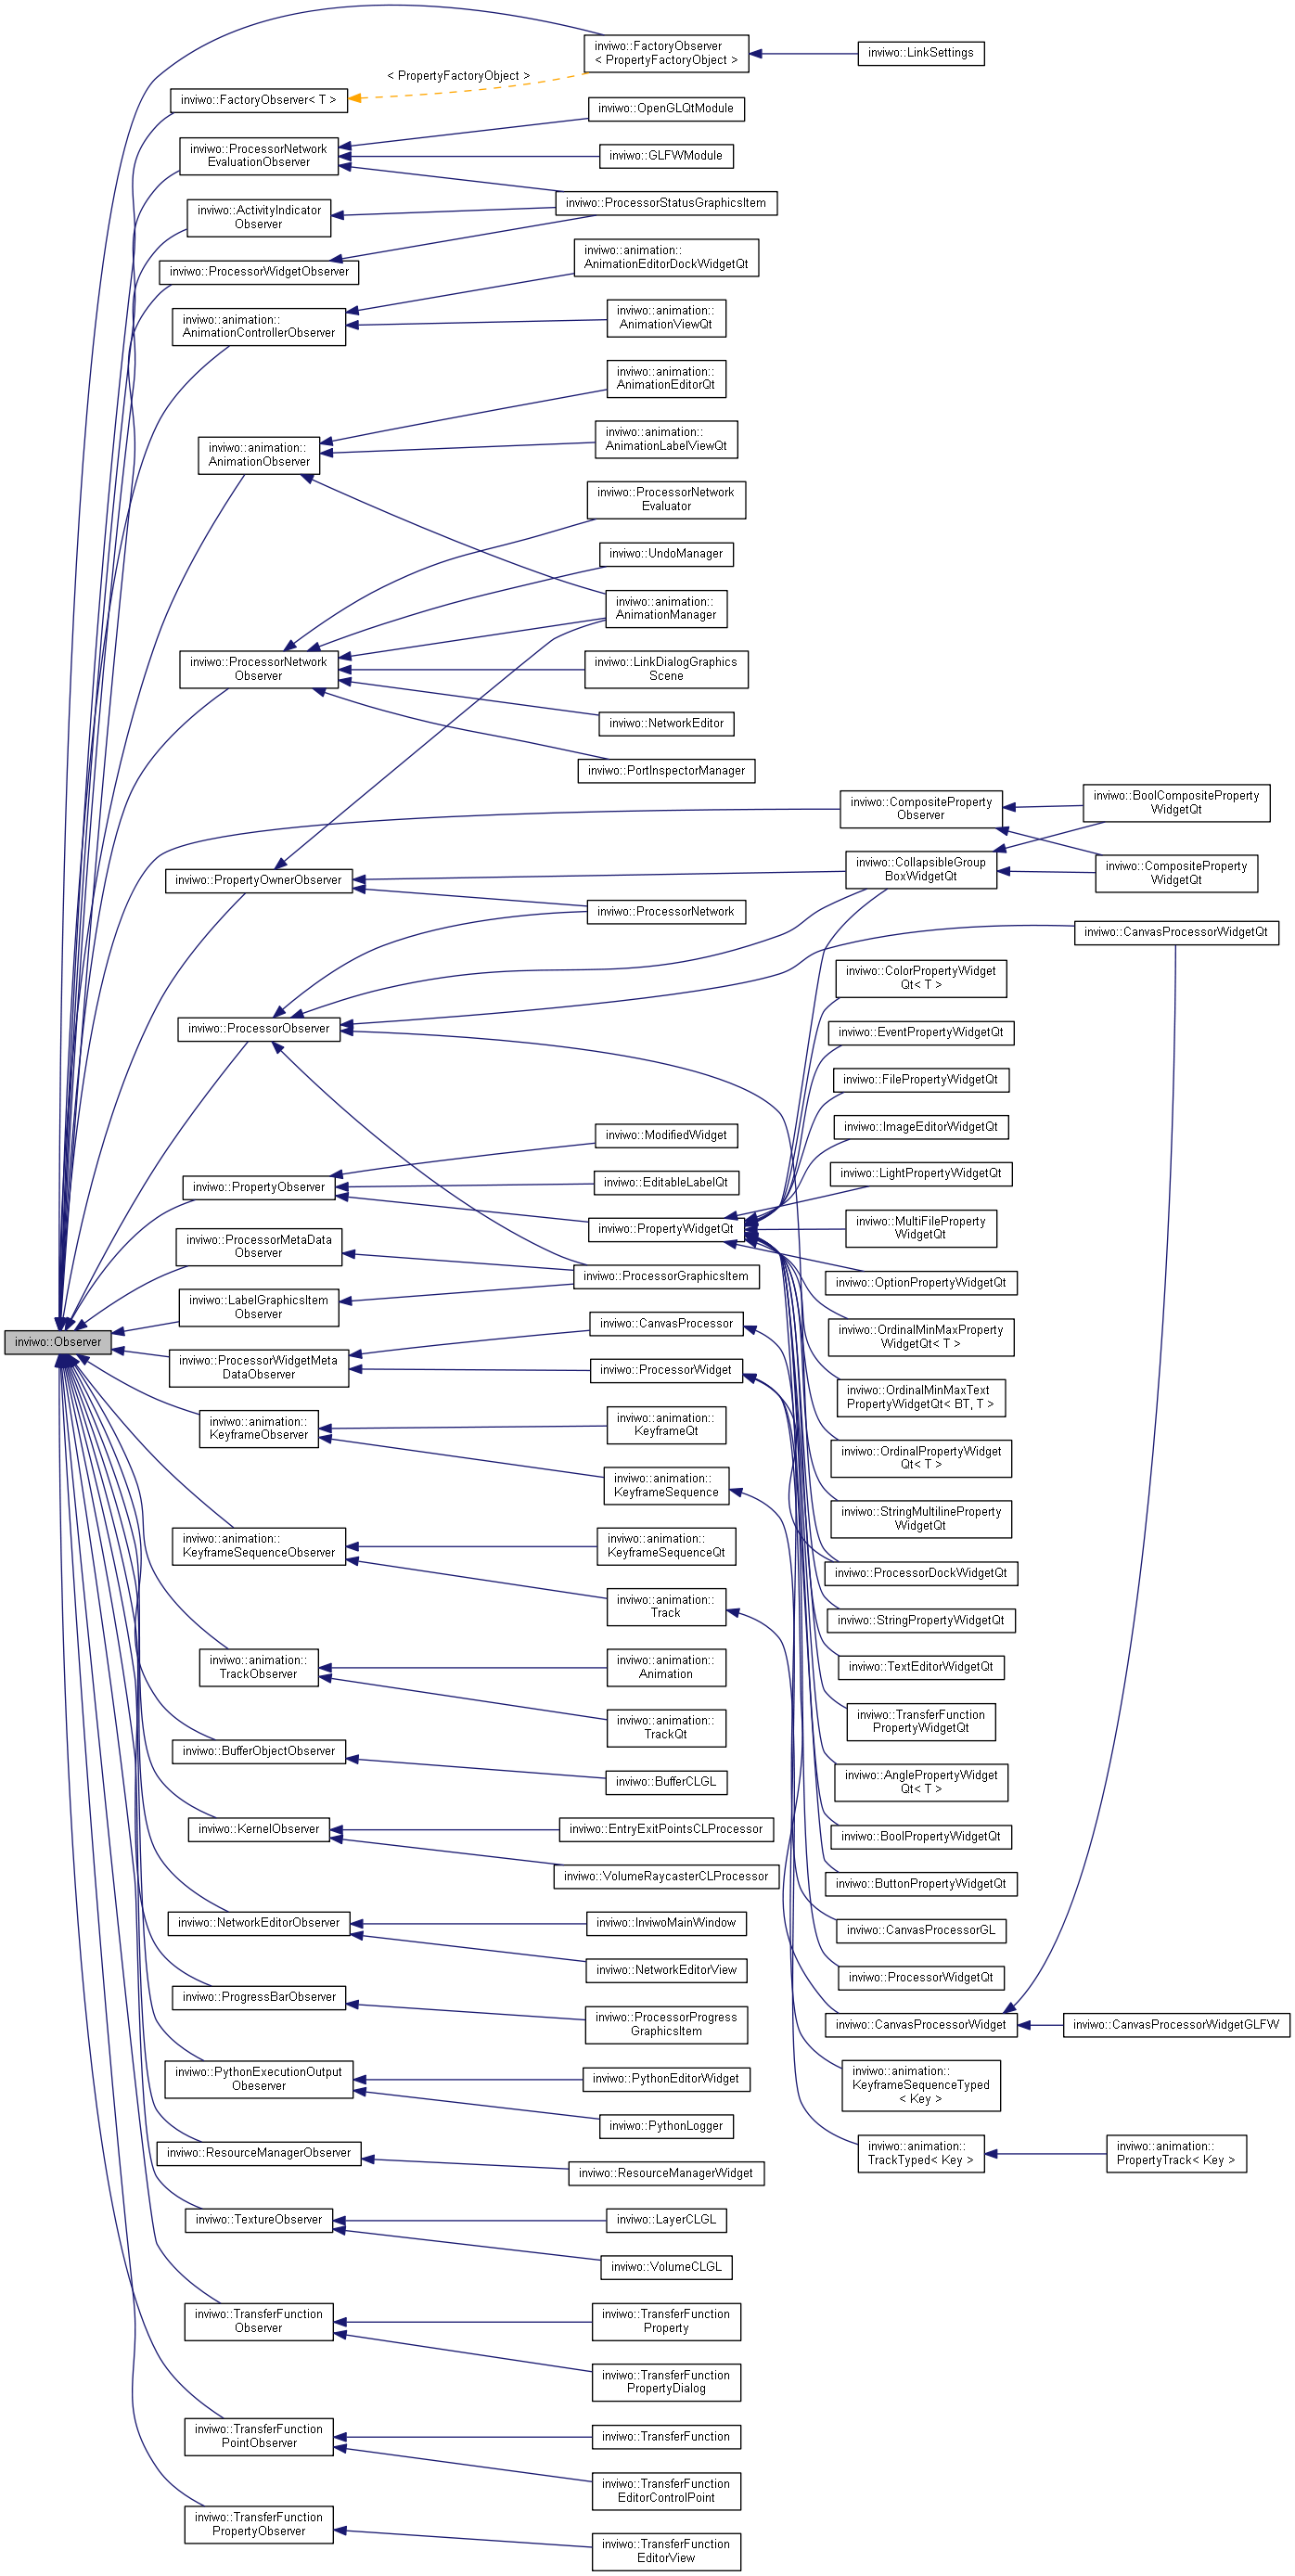 inviwo::FactoryObserver
< PropertyFactoryObject >
inviwo::LinkSettings
< PropertyFactoryObject >
inviwo::FactoryObserver< T >
inviwo::OpenGLQtModule
inviwo::ProcessorNetwork
EvaluationObserver
inviwo::GLFWModule
inviwo::ProcessorStatusGraphicsItem
inviwo::ActivityIndicator
Observer
inviwo::ProcessorWidgetObserver
inviwo::animation::
AnimationEditorDockWidgetQt
inviwo::animation::
AnimationControllerObserver
inviwo::animation::
AnimationViewQt
inviwo::animation::
AnimationEditorQt
inviwo::animation::
AnimationObserver
inviwo::animation::
AnimationLabelViewQt
inviwo::ProcessorNetwork
Evaluator
inviwo::UndoManager
inviwo::animation::
AnimationManager
inviwo::ProcessorNetwork
Observer
inviwo::LinkDialogGraphics
Scene
inviwo::NetworkEditor
inviwo::PortInspectorManager
inviwo::CompositeProperty
Observer
inviwo::BoolCompositeProperty
WidgetQt
inviwo::PropertyOwnerObserver
inviwo::CollapsibleGroup
BoxWidgetQt
inviwo::CompositeProperty
WidgetQt
inviwo::ProcessorNetwork
inviwo::CanvasProcessorWidgetQt
inviwo::ColorPropertyWidget
Qt< T >
inviwo::ProcessorObserver
inviwo::EventPropertyWidgetQt
inviwo::FilePropertyWidgetQt
inviwo::ModifiedWidget
inviwo::ImageEditorWidgetQt
inviwo::PropertyObserver
inviwo::EditableLabelQt
inviwo::LightPropertyWidgetQt
inviwo::PropertyWidgetQt
inviwo::MultiFileProperty
WidgetQt
inviwo::ProcessorMetaData
Observer
inviwo::ProcessorGraphicsItem
inviwo::OptionPropertyWidgetQt
inviwo::LabelGraphicsItem
Observer
inviwo::Observer
inviwo::CanvasProcessor
inviwo::OrdinalMinMaxProperty
WidgetQt< T >
inviwo::ProcessorWidgetMeta
DataObserver
inviwo::ProcessorWidget
inviwo::OrdinalMinMaxText
PropertyWidgetQt< BT, T >
inviwo::animation::
KeyframeObserver
inviwo::animation::
KeyframeQt
inviwo::OrdinalPropertyWidget
Qt< T >
inviwo::animation::
KeyframeSequence
inviwo::StringMultilineProperty
WidgetQt
inviwo::animation::
KeyframeSequenceObserver
inviwo::animation::
KeyframeSequenceQt
inviwo::ProcessorDockWidgetQt
inviwo::animation::
Track
inviwo::StringPropertyWidgetQt
inviwo::animation::
TrackObserver
inviwo::animation::
Animation
inviwo::TextEditorWidgetQt
inviwo::animation::
TrackQt
inviwo::TransferFunction
PropertyWidgetQt
inviwo::BufferObjectObserver
inviwo::BufferCLGL
inviwo::AnglePropertyWidget
Qt< T >
inviwo::KernelObserver
inviwo::EntryExitPointsCLProcessor
inviwo::BoolPropertyWidgetQt
inviwo::VolumeRaycasterCLProcessor
inviwo::ButtonPropertyWidgetQt
inviwo::NetworkEditorObserver
inviwo::InviwoMainWindow
inviwo::CanvasProcessorGL
inviwo::NetworkEditorView
inviwo::ProcessorWidgetQt
inviwo::ProgressBarObserver
inviwo::ProcessorProgress
GraphicsItem
inviwo::CanvasProcessorWidget
inviwo::CanvasProcessorWidgetGLFW
inviwo::PythonExecutionOutput
Obeserver
inviwo::PythonEditorWidget
inviwo::animation::
KeyframeSequenceTyped
< Key >
inviwo::PythonLogger
inviwo::ResourceManagerObserver
inviwo::animation::
TrackTyped< Key >
inviwo::animation::
PropertyTrack< Key >
inviwo::ResourceManagerWidget
inviwo::TextureObserver
inviwo::LayerCLGL
inviwo::VolumeCLGL
inviwo::TransferFunction
Observer
inviwo::TransferFunction
Property
inviwo::TransferFunction
PropertyDialog
inviwo::TransferFunction
PointObserver
inviwo::TransferFunction
inviwo::TransferFunction
EditorControlPoint
inviwo::TransferFunction
PropertyObserver
inviwo::TransferFunction
EditorView